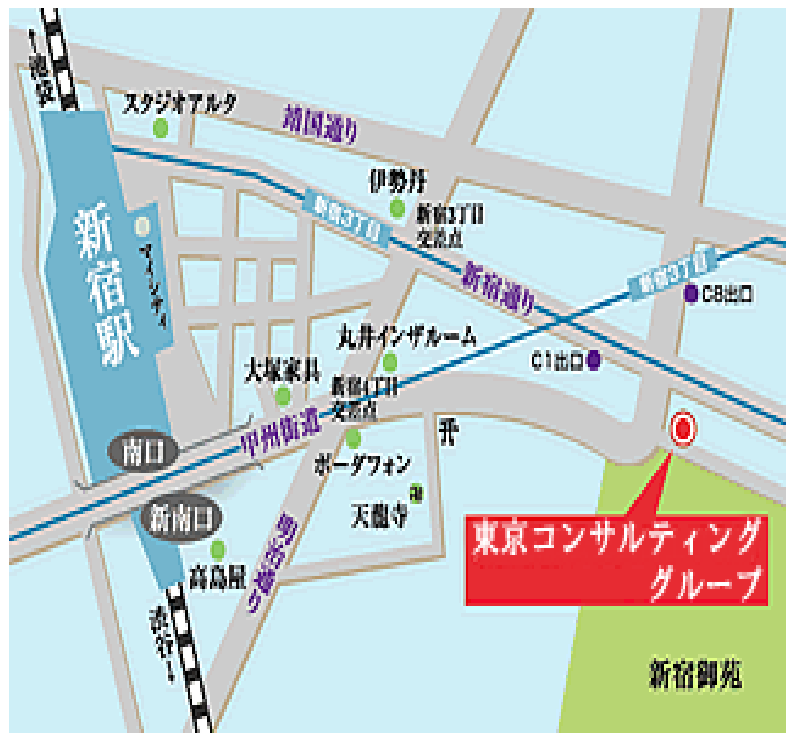 ↑池袋
スタジオアルタ
靖国通り
伊勢丹
新宿3丁目
新宿3丁目
交差点
新宿駅
マイシティ
新宿通り
新宿3丁目
C8出口
C1出口
丸井インザルーム
大塚家具
新宿4丁目
交差点
甲州街道
南口
ボーダフォン
天龍寺
新南口
高島屋
明治通り
渋谷↓
東京コンサルティング
グループ
新宿御苑